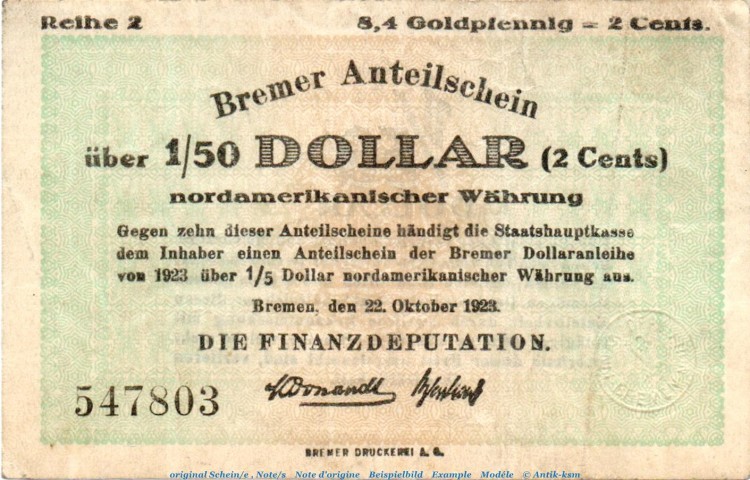 Reihe 2 8,4 Goldpfennig = 2 Cents.
Bremer Anteilschein
über 1/50 DOLLAR (2 Cents)
nordamerikanischer Währung
Gegen zehn dieser Anteilscheine händigt die Staatshauptkasse
dem Inhaber einen Anteilschein der Bremer Dollaranleihe
von 1923 über 1/5 Dollar nordamerikanischer Währung aus.
Bremen, den 22. Oktober 1923.
DIE FINANZDEPUTATION.
547803
BREMER DRUCKEREI A. G.
original Schein/e , Note/s Note d'origine Beispielbild Example Modéle © Antik-ksm